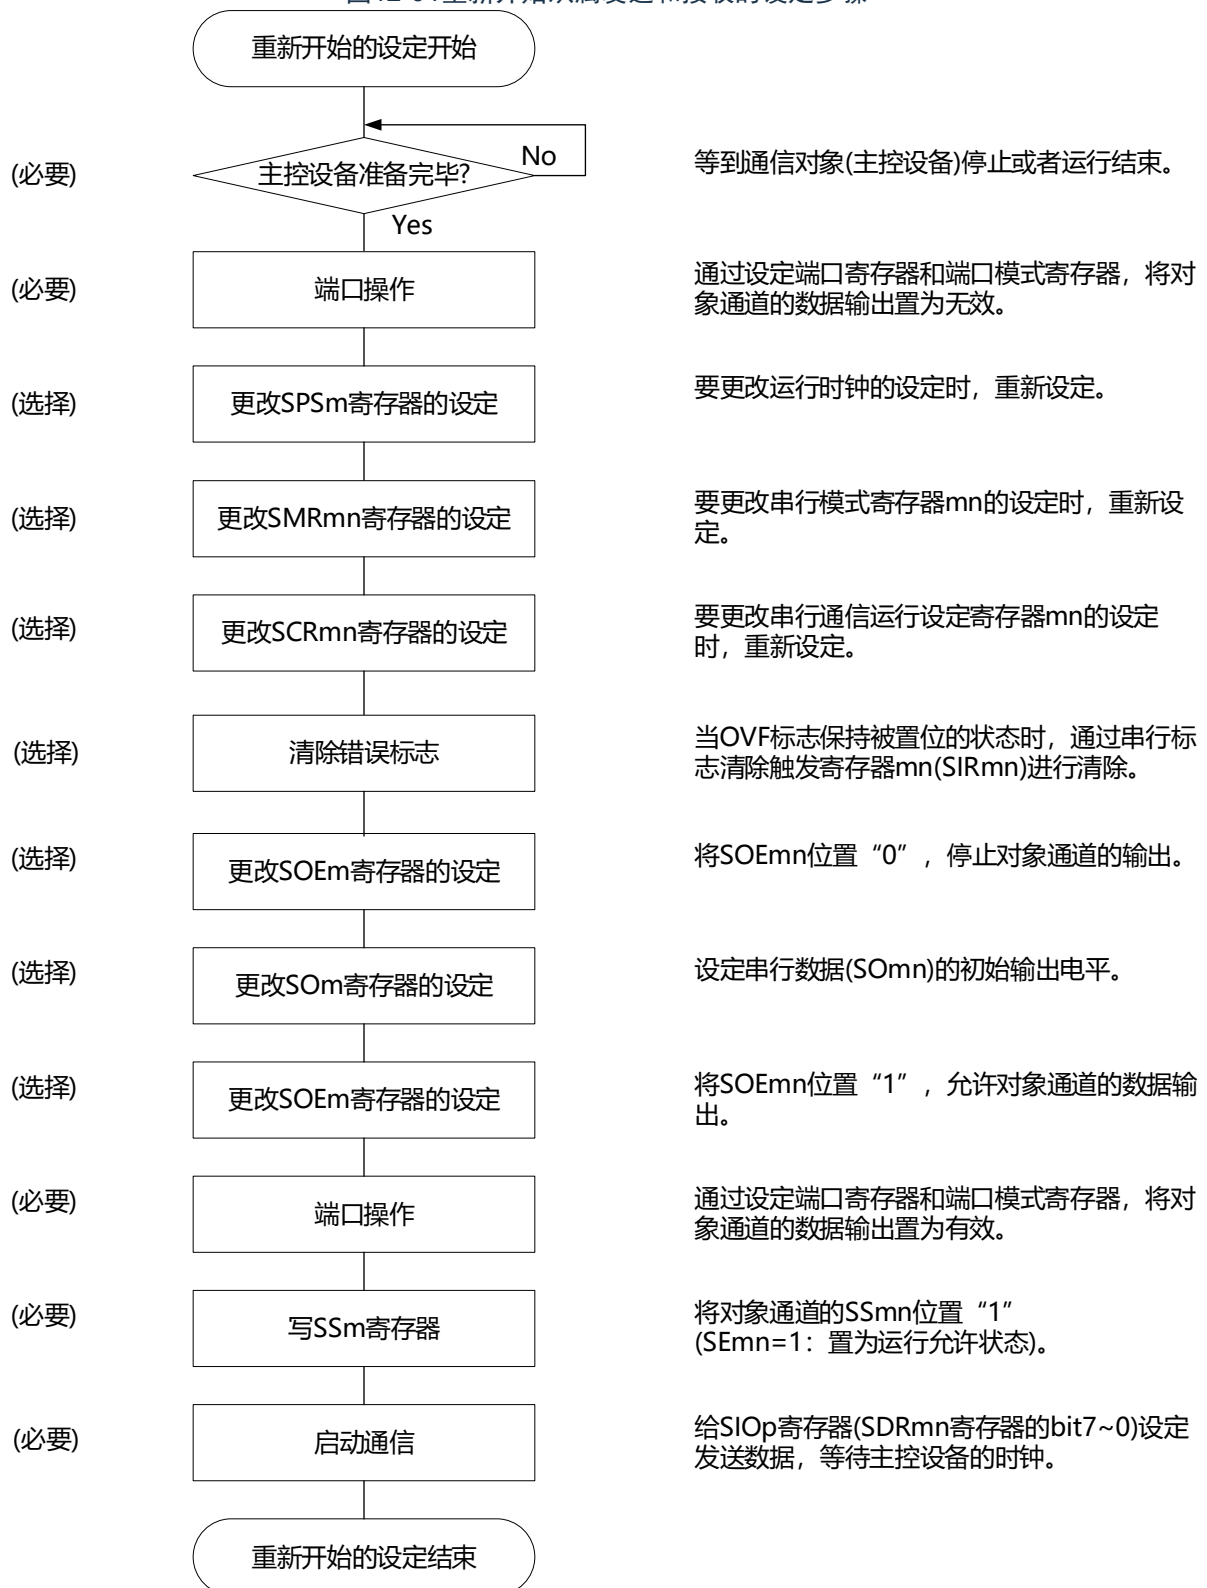 重新开始的设定开始
(必要)
主控设备准备完毕?
No
等到通信对象(主控设备)停止或者运行结束。
Yes
(必要)
端口操作
通过设定端口寄存器和端口模式寄存器，将对
象通道的数据输出置为无效。
(选择)
更改SPSm寄存器的设定
要更改运行时钟的设定时，重新设定。
(选择)
更改SMRmn寄存器的设定
要更改串行模式寄存器mn的设定时，重新设
定。
(选择)
更改SCRmn寄存器的设定
要更改串行通信运行设定寄存器mn的设定
时，重新设定。
(选择)
清除错误标志
当OVF标志保持被置位的状态时，通过串行标
志清除触发寄存器mn(SIRmn)进行清除。
(选择)
更改SOEm寄存器的设定
将SOEmn位置“0”，停止对象通道的输出。
(选择)
更改SOm寄存器的设定
设定串行数据(SOmn)的初始输出电平。
(选择)
更改SOEm寄存器的设定
将SOEmn位置“1”，允许对象通道的数据输
出。
(必要)
端口操作
通过设定端口寄存器和端口模式寄存器，将对
象通道的数据输出置为有效。
(必要)
写SSm寄存器
将对象通道的SSmn位置“1”
(SEmn=1：置为运行允许状态)。
(必要)
启动通信
给SIOp寄存器(SDRmn寄存器的bit7~0)设定
发送数据，等待主控设备的时钟。
重新开始的设定结束